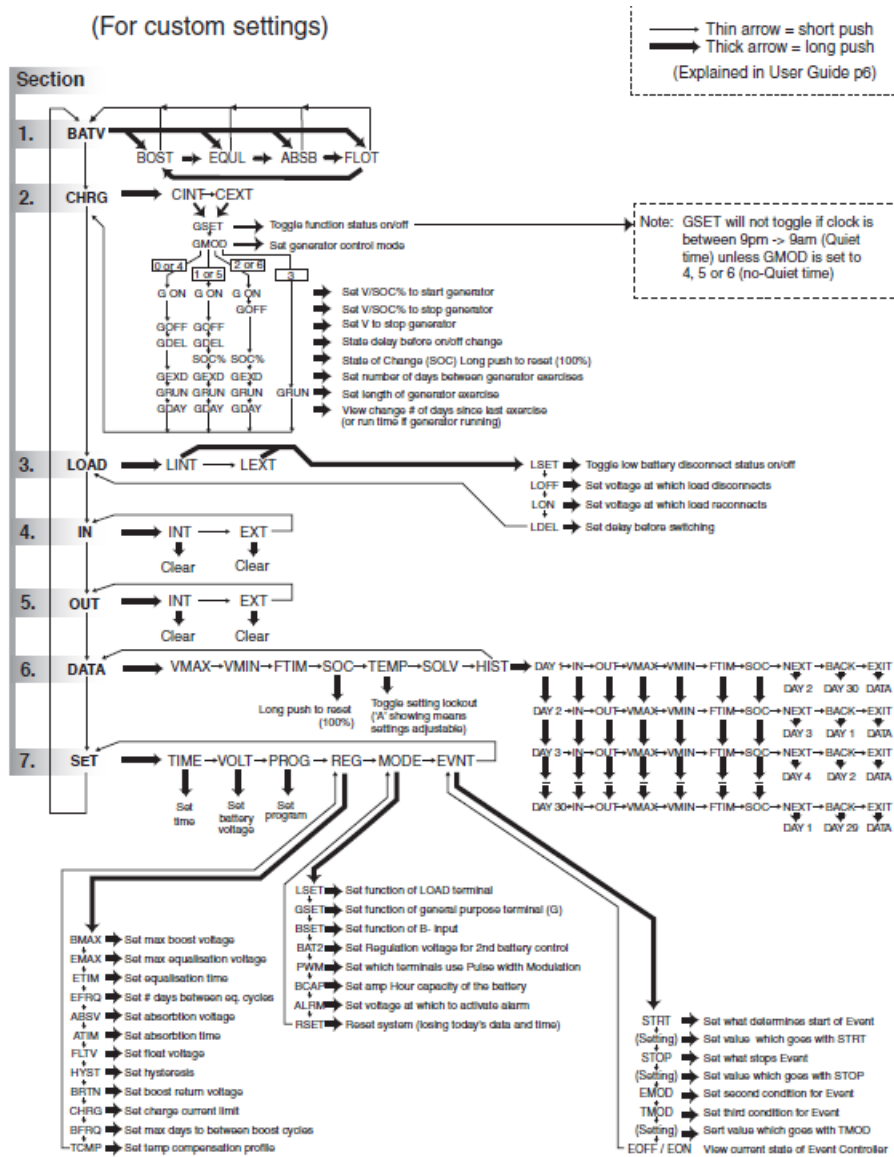 (For custom settings)
Thin arrow = short push
Thick arrow = long push
(Explained in User Guide p6)
Section
1. BATV
BOST EQUL ABSB FLOT
2. CHRG CINT CEXT
GSET Toggle function status on/off
GMOD Set generator control mode
Note: GSET will not toggle if clock is
between 9pm -> 9am (Quiet
time) unless GMOD is set to
4, 5 or 6 (no-Quiet time)
0 or 4 1 or 5 2 or 6 3
G ON G ON G ON Set V/SOC% to start generator
GOFF Set V/SOC% to stop generator
GOFF GOFF Set V to stop generator
GDEL GDEL State delay before on/off change
SOC% SOC% State of Change (SOC) Long push to reset (100%)
GEXD GEXD GEXD Set number of days between generator exercises
GRUN GRUN GRUN GRUN Set length of generator exercise
GDAY GDAY GDAY View change # of days since last exercise
(or run time if generator running)
3. LOAD LINT LEXT
LSET Toggle low battery disconnect status on/off
LOFF Set voltage at which load disconnects
LON Set voltage at which load reconnects
LDEL Set delay before switching
4. IN INT EXT
Clear Clear
5. OUT INT EXT
Clear Clear
6. DATA VMAX VMIN FTIM SOC TEMP SOLV HIST
Long push to reset
(100%)
Toggle setting lockout
('A' showing means
settings adjustable)
DAY 1 IN OUT VMAX VMIN FTIM SOC NEXT BACK EXIT
DAY 2 DAY 30 DATA
DAY 2 IN OUT VMAX VMIN FTIM SOC NEXT BACK EXIT
DAY 3 DAY 1 DATA
DAY 3 IN OUT VMAX VMIN FTIM SOC NEXT BACK EXIT
DAY 4 DAY 2 DATA
DAY 30 IN OUT VMAX VMIN FTIM SOC NEXT BACK EXIT
DAY 1 DAY 29 DATA
7. SET TIME VOLT PROG REG MODE EVNT
Set
time
Set
battery
voltage
Set
program
BMAX Set max boost voltage
EMAX Set max equalisation voltage
ETIM Set equalisation time
EFRQ Set # days between eq. cycles
ABSV Set absorbtion voltage
ATIM Set absorbtion time
FLTV Set float voltage
HYST Set hysteresis
BRTN Set boost return voltage
CHRG Set charge current limit
BFRQ Set max days to between boost cycles
TCMP Set temp compensation profile
LSET Set function of LOAD terminal
GSET Set function of general purpose terminal (G)
BSET Set function of B- input
BAT2 Set Regulation voltage for 2nd battery control
PWM Set which terminals use Pulse width Modulation
BCAP Set amp Hour capacity of the battery
ALRM Set voltage at which to activate alarm
RSET Reset system (losing today's data and time)
STRT Set what determines start of Event
(Setting) Set value which goes with STRT
STOP Set what stops Event
(Setting) Set value which goes with STOP
EMOD Set second condition for Event
TMOD Set third condition for Event
(Setting) Sert value which goes with TMOD
EOFF / EON View current state of Event Controller